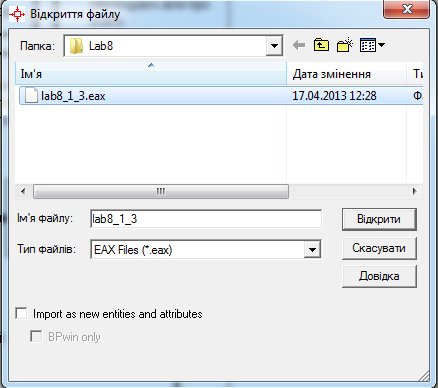 Відкриття файлу
Папка: Lab8
Ім'я Дата змінення Ти
lab8_1_3.eax 17.04.2013 12:28 Ф
Ім'я файлу: lab8_1_3 Відкрити
Тип файлів: EAX Files (*.eax) Скасувати
Довідка
Import as new entities and attributes
BPwin only